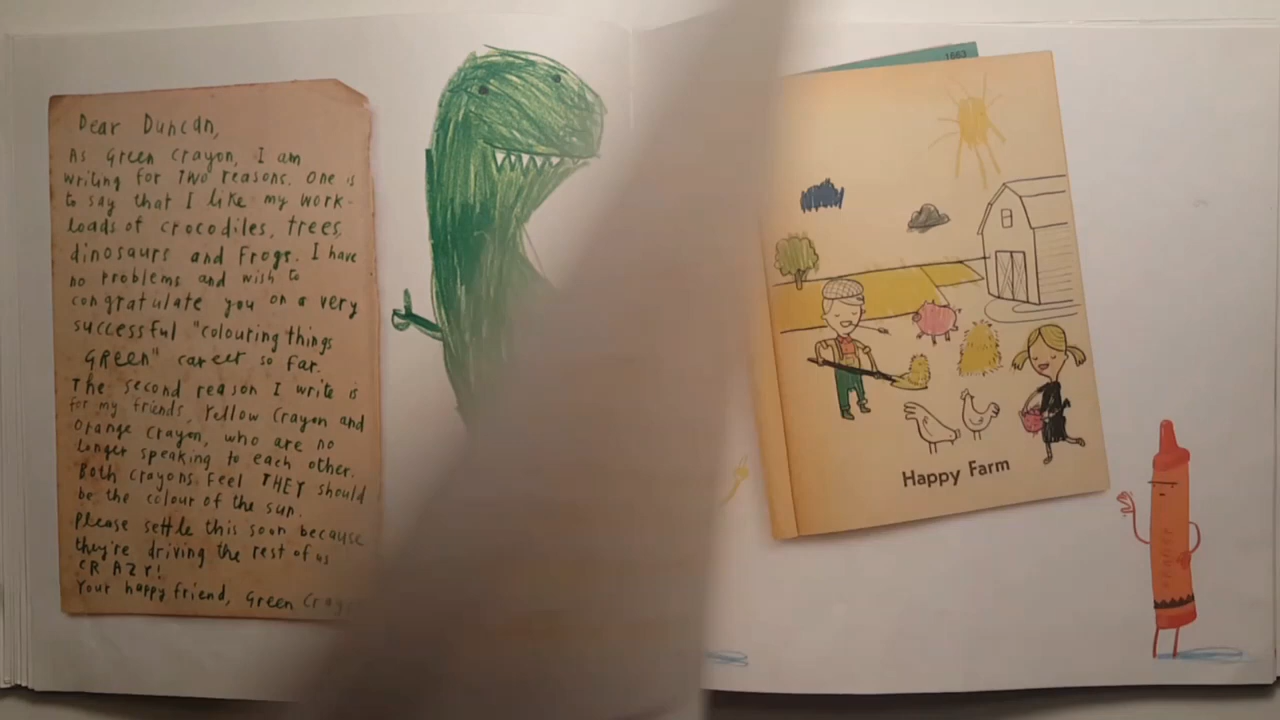 Dear Duncan,
As Green Crayon, I am
writing for TWO reasons. One is
to say that I like my work-
loads of crocodiles, trees,
dinosaurs and frogs. I have
no problems and wish to
congratulate you on a very
successful "colouring things
GREEN" career so far.
The second reason I write is
for my friends, Yellow Crayon and
Orange Crayon, who are no
longer speaking to each other.
Both crayons feel THEY should
be the colour of the sun.
Please settle this soon because
they're driving the rest of us
CRAZY!
Your happy friend, Green Crayon
1663
Happy Farm
orange